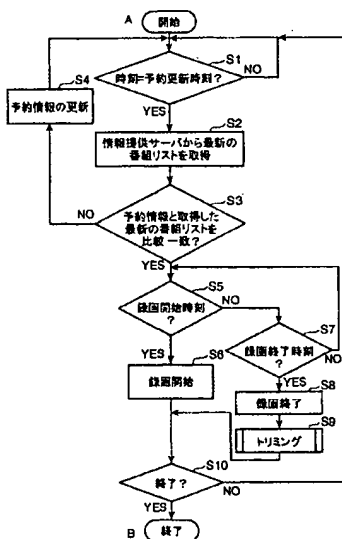 A
開始
S1
時刻=予約更新時刻?
NO
YES
S4
予約情報の更新
S2
情報提供サーバから最新の
番組リストを取得
S3
予約情報と取得した
最新の番組リストを
比較 一致?
NO
YES
S5
録画開始時刻
?
NO
YES
S7
録画終了時刻
?
NO
YES
S6
録画開始
S8
録画終了
S9
トリミング
S10
終了?
NO
YES
B
終了